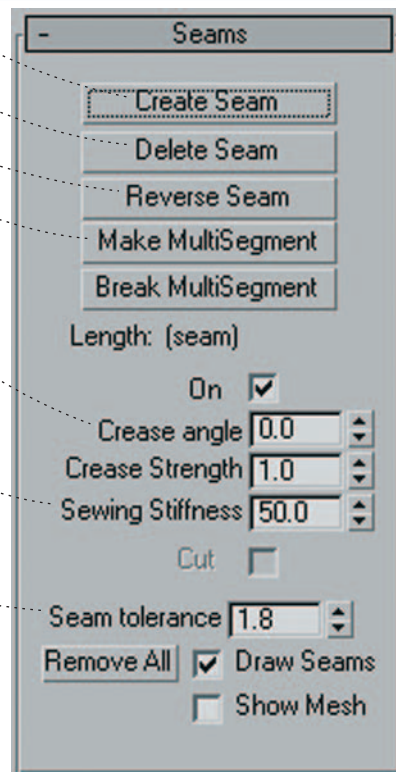 - Seams
Create Seam
Delete Seam
Reverse Seam
Make MultiSegment
Break MultiSegment
Length: (seam)
On
Crease angle 0.0
Crease Strength 1.0
Sewing Stiffness 50.0
Cut
Seam tolerance 1.8
Remove All Draw Seams
Show Mesh